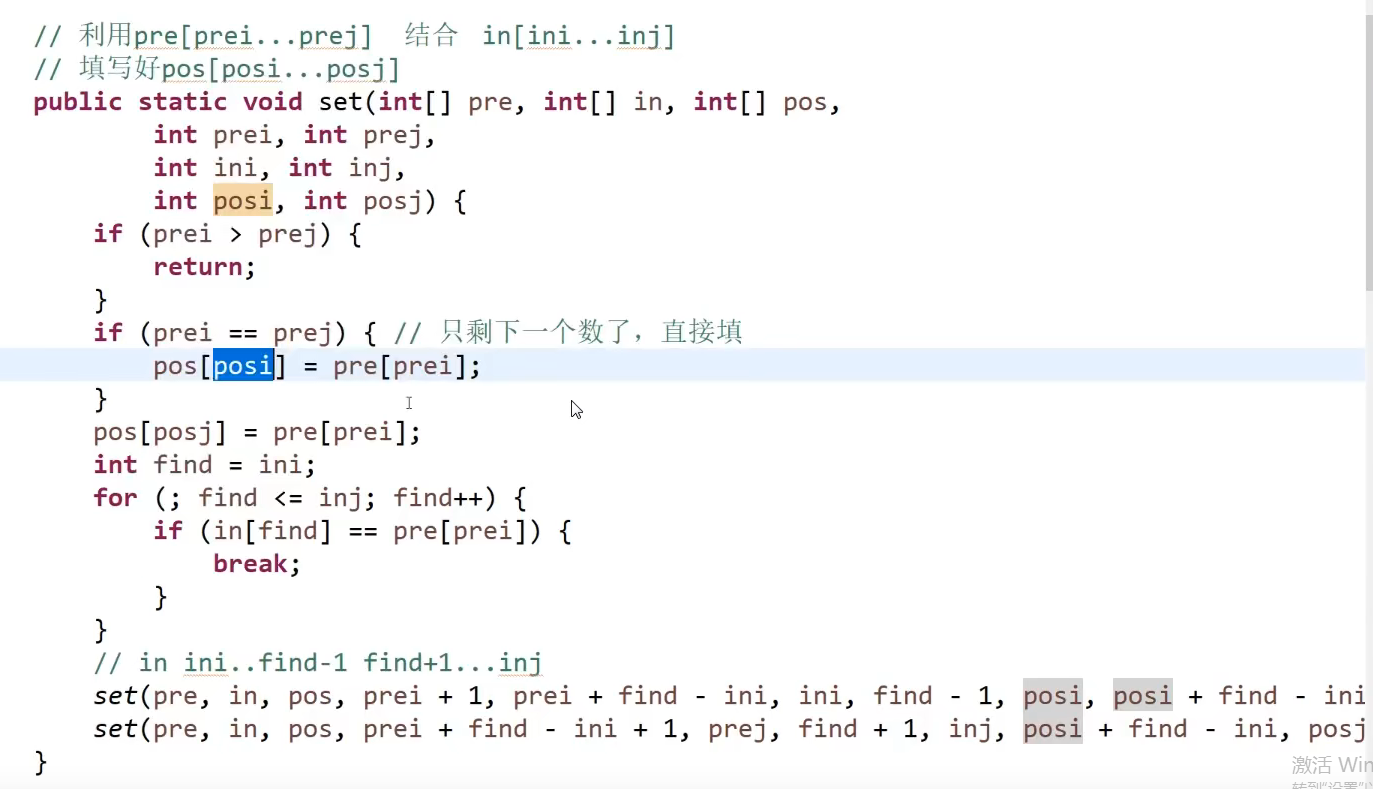 // 利用pre[prei...prej]  结合  in[ini...inj]
// 填写好pos[posi...posj]
public static void set(int[] pre, int[] in, int[] pos,
        int prei, int prej,
        int ini, int inj,
        int posi, int posj) {
    if (prei > prej) {
        return;
    }
    if (prei == prej) { // 只剩下一个数了，直接填
        pos[posi] = pre[prei];
    }
    pos[posj] = pre[prei];
    int find = ini;
    for (; find <= inj; find++) {
        if (in[find] == pre[prei]) {
            break;
        }
    }
    // in ini..find-1 find+1...inj
    set(pre, in, pos, prei + 1, prei + find - ini, ini, find - 1, posi, posi + find - ini
    set(pre, in, pos, prei + find - ini + 1, prej, find + 1, inj, posi + find - ini, posj
}
激活 Win